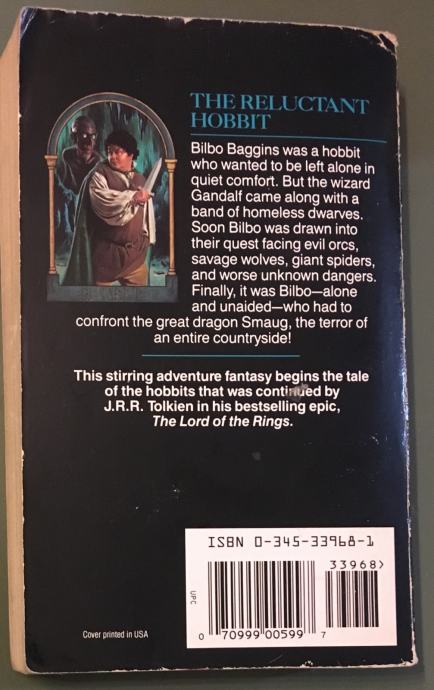 THE RELUCTANT
HOBBIT
Bilbo Baggins was a hobbit
who wanted to be left alone in
quiet comfort. But the wizard
Gandalf came along with a
band of homeless dwarves.
Soon Bilbo was drawn into
their quest facing evil orcs,
savage wolves, giant spiders,
and worse unknown dangers.
Finally, it was Bilbo—alone
and unaided—who had to
confront the great dragon Smaug, the terror of
an entire countryside!
This stirring adventure fantasy begins the tale
of the hobbits that was continued by
J.R.R. Tolkien in his bestselling epic,
The Lord of the Rings.
ISBN 0-345-33968-1
33968>
UPC
0 70999 00599 7
Cover printed in USA